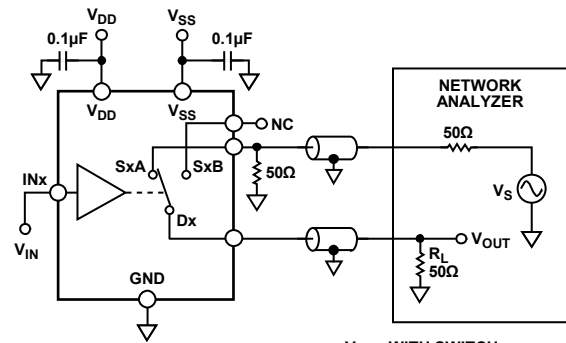 VDD
VSS
0.1µF
0.1µF
VDD
VSS
NC
NETWORK
ANALYZER
SxA
SxB
50Ω
50Ω
INx
VS
Dx
VIN
VOUT
RL
50Ω
GND